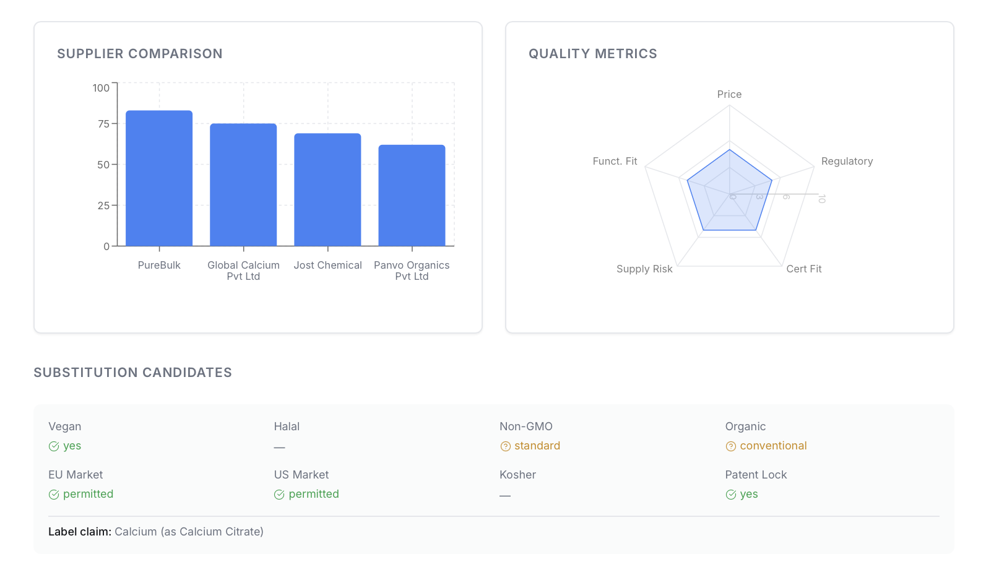 SUPPLIER COMPARISON
100
75
50
25
0
PureBulk
Global Calcium
Pvt Ltd
Jost Chemical
Panvo Organics
Pvt Ltd
QUALITY METRICS
Price
Regulatory
Cert Fit
Supply Risk
Funct. Fit
0
3
6
10
SUBSTITUTION CANDIDATES
Vegan
yes
Halal
—
Non-GMO
standard
Organic
conventional
EU Market
permitted
US Market
permitted
Kosher
—
Patent Lock
yes
Label claim: Calcium (as Calcium Citrate)